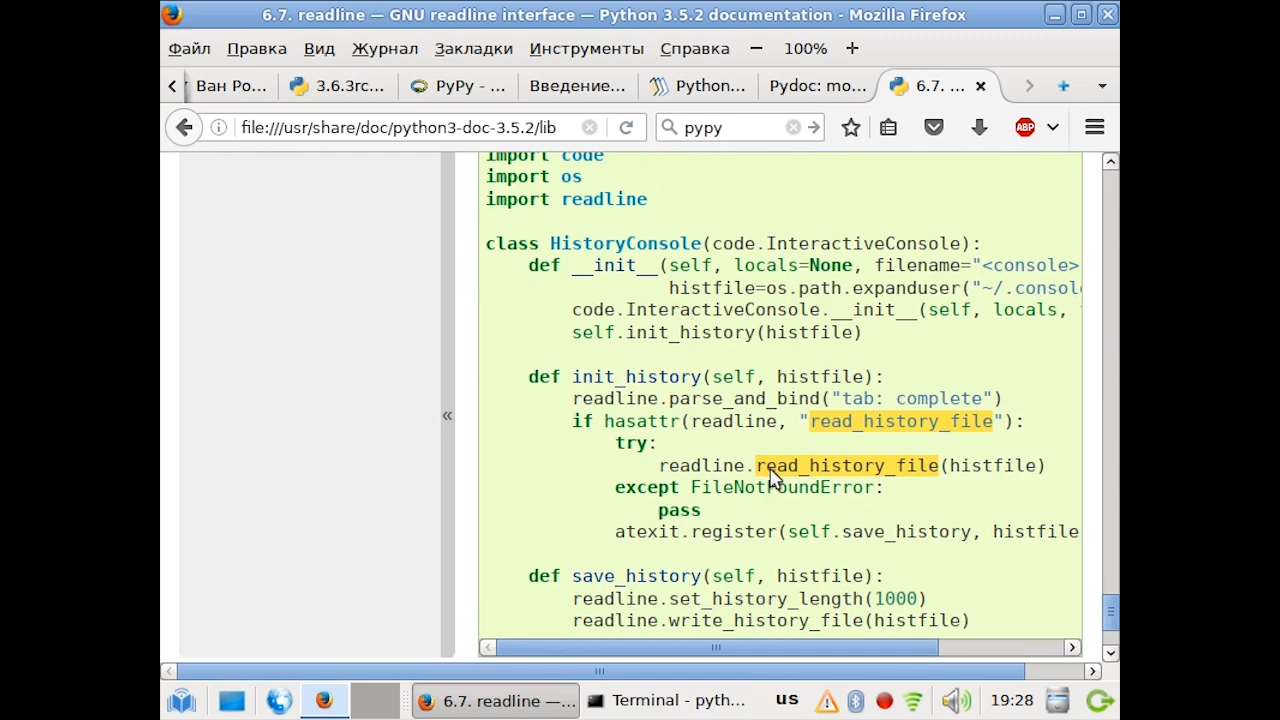 6.7. readline — GNU readline interface — Python 3.5.2 documentation - Mozilla Firefox
Файл Правка Вид Журнал Закладки Инструменты Справка − 100% +
Ван Ро... 3.6.3rc... PyPy - ... Введение... Python... Pydoc: mo... 6.7. ...
file:///usr/share/doc/python3-doc-3.5.2/lib pypy ABP
import code
import os
import readline
class HistoryConsole(code.InteractiveConsole):
def __init__(self, locals=None, filename="<console>
histfile=os.path.expanduser("~/.console
code.InteractiveConsole.__init__(self, locals,
self.init_history(histfile)
def init_history(self, histfile):
readline.parse_and_bind("tab: complete")
if hasattr(readline, "read_history_file"):
try:
readline.read_history_file(histfile)
except FileNotFoundError:
pass
atexit.register(self.save_history, histfile
def save_history(self, histfile):
readline.set_history_length(1000)
readline.write_history_file(histfile)
«
6.7. readline —... Terminal - pyth... us 19:28